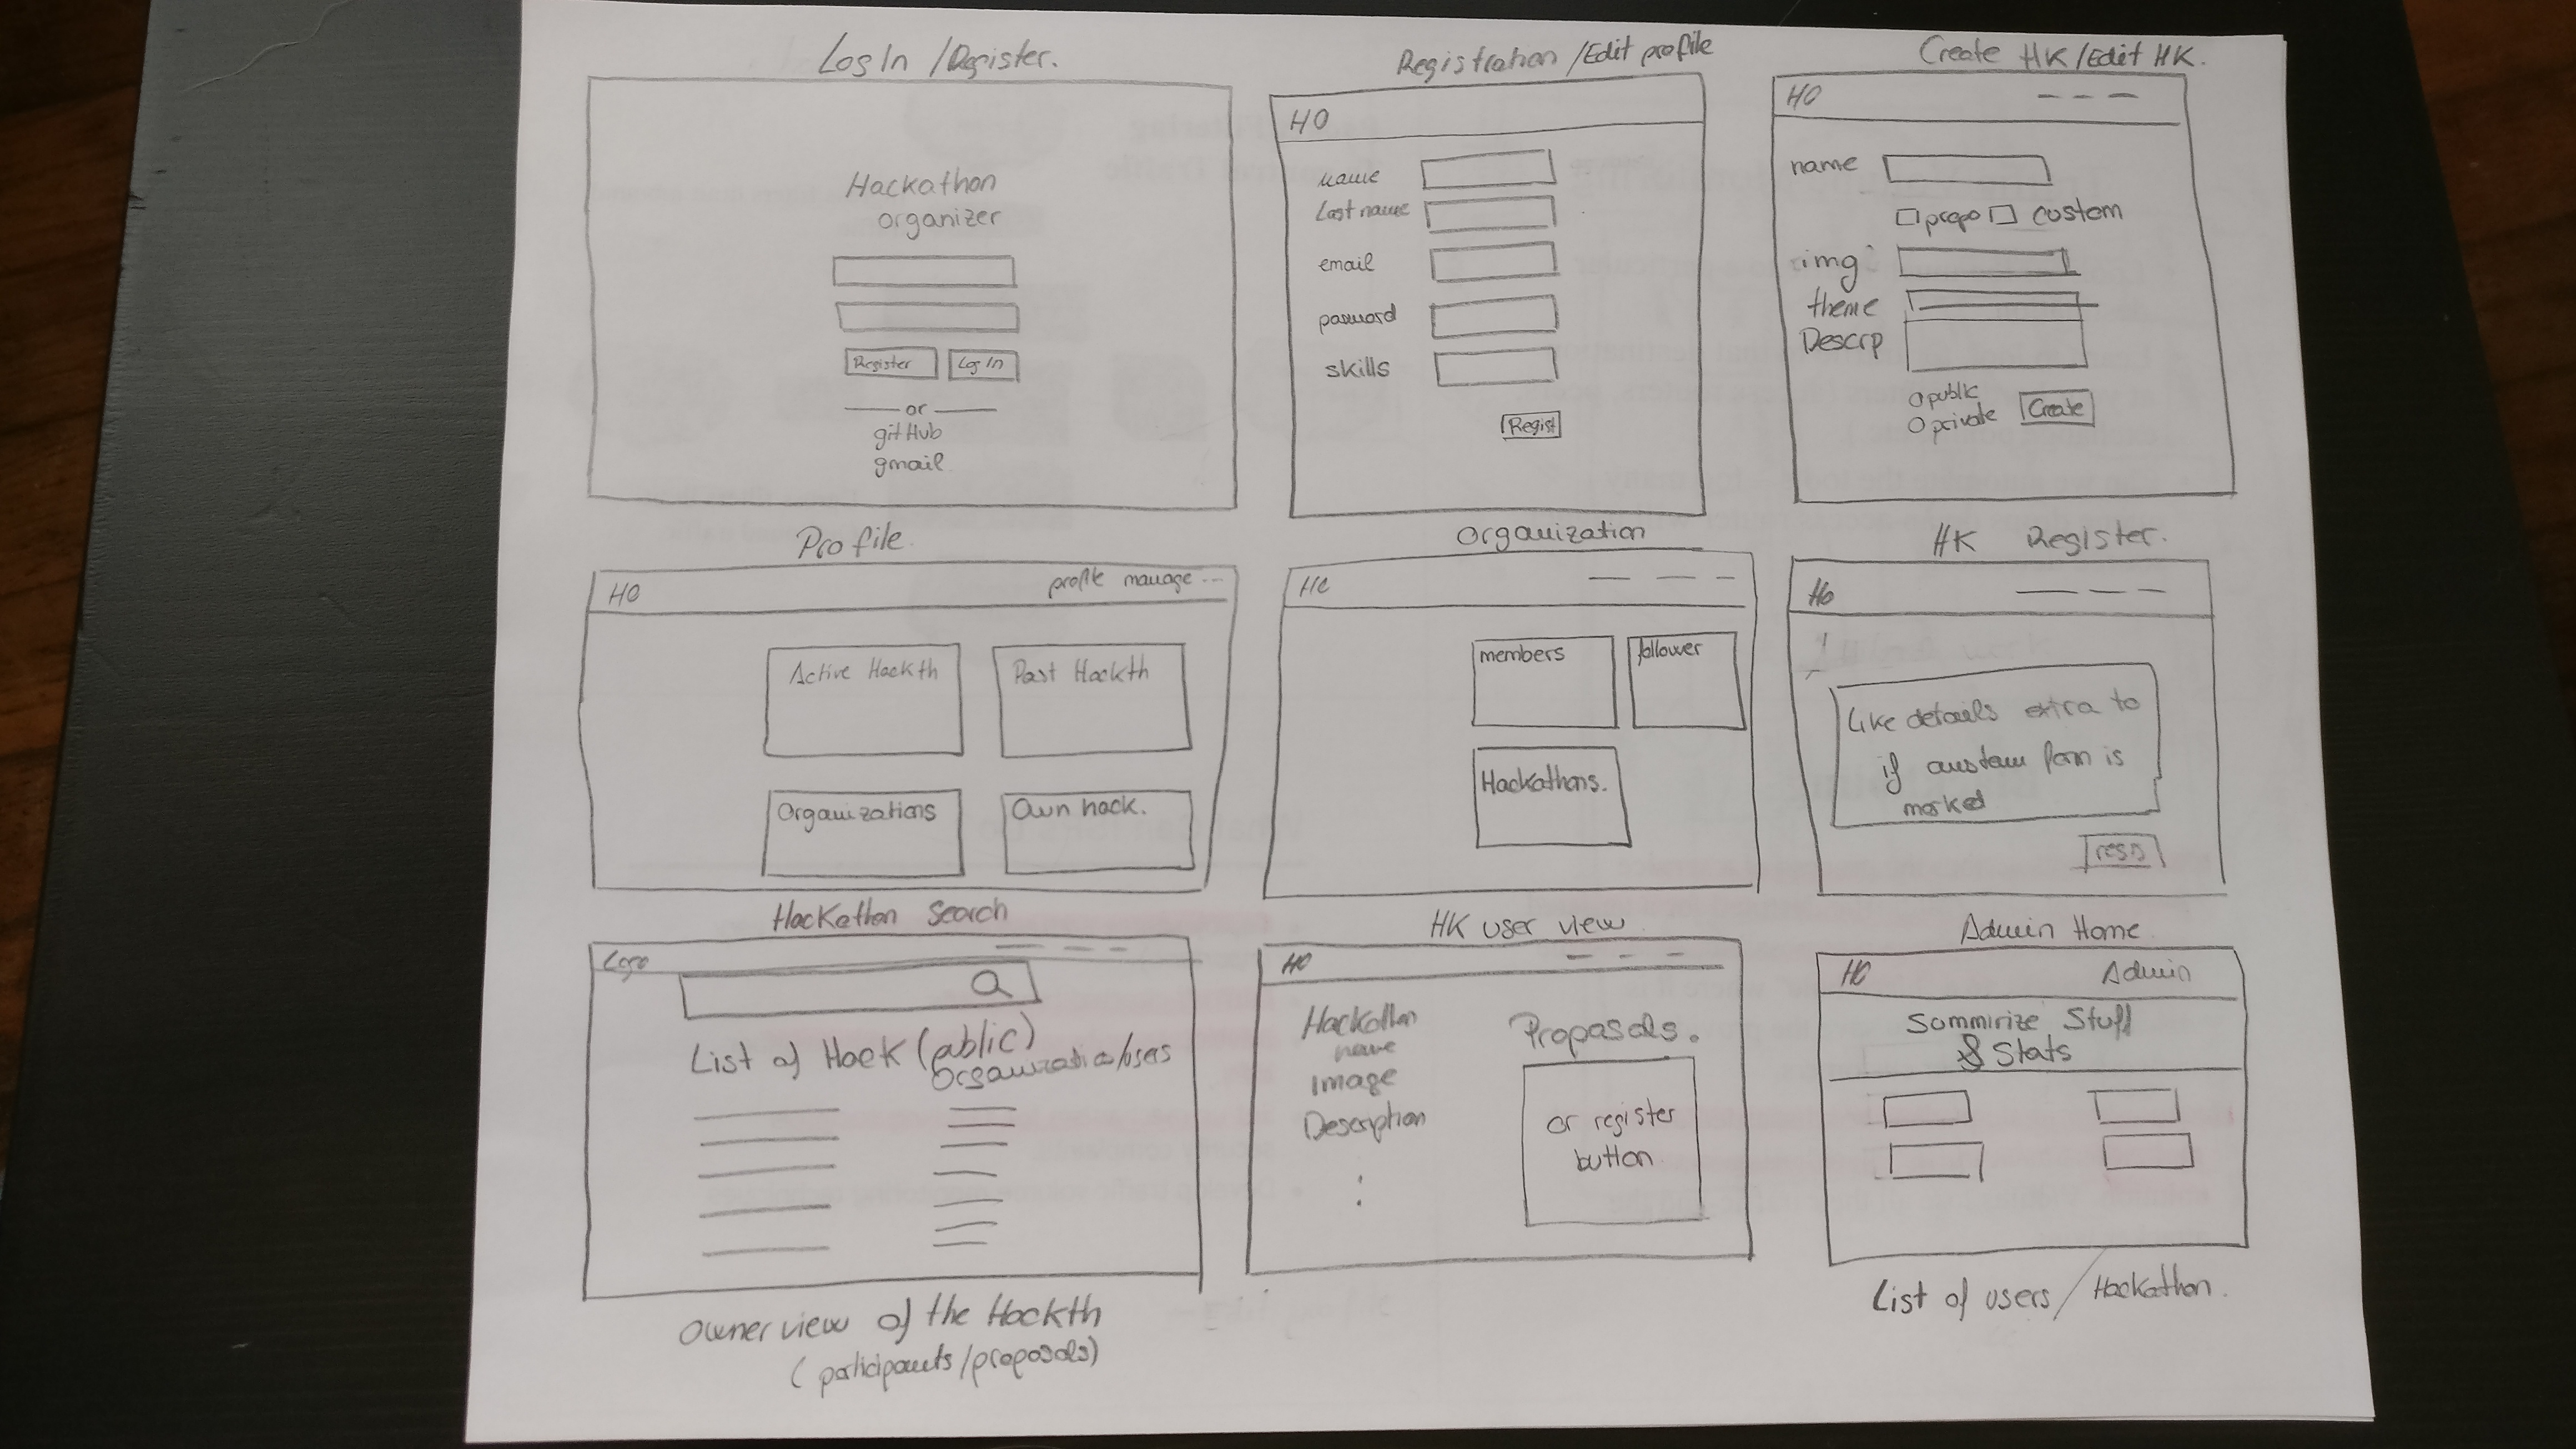 LogIn /Register.
Hackathon
organizer
Register
Log In
or
gitHub
gmail
Registration /Edit profile
HO
name
Last name
email
password
skills
Regist
Create HK/Edit HK.
HO
name
propo
custom
img
theme
Descrp
public
private
Create
Profile
HO
profile manage ...
Active Hackth
Past Hackth
Organizations
Own hack.
Organization
HO
members
follower
Hackathons.
HK Register.
HO
Like details extra to
if custom form is
marked
Hackathon Search
Logo
List of Hack (public)
organizatio/users
HK user view
HO
Hackathon
name
Image
Description
:
Proposals.
or register
button
Admin Home
HO
Admin
Sommirize Stuff
& Stats
Owner view of the Hackth
( participants/proposals)
List of users / Hackathon.